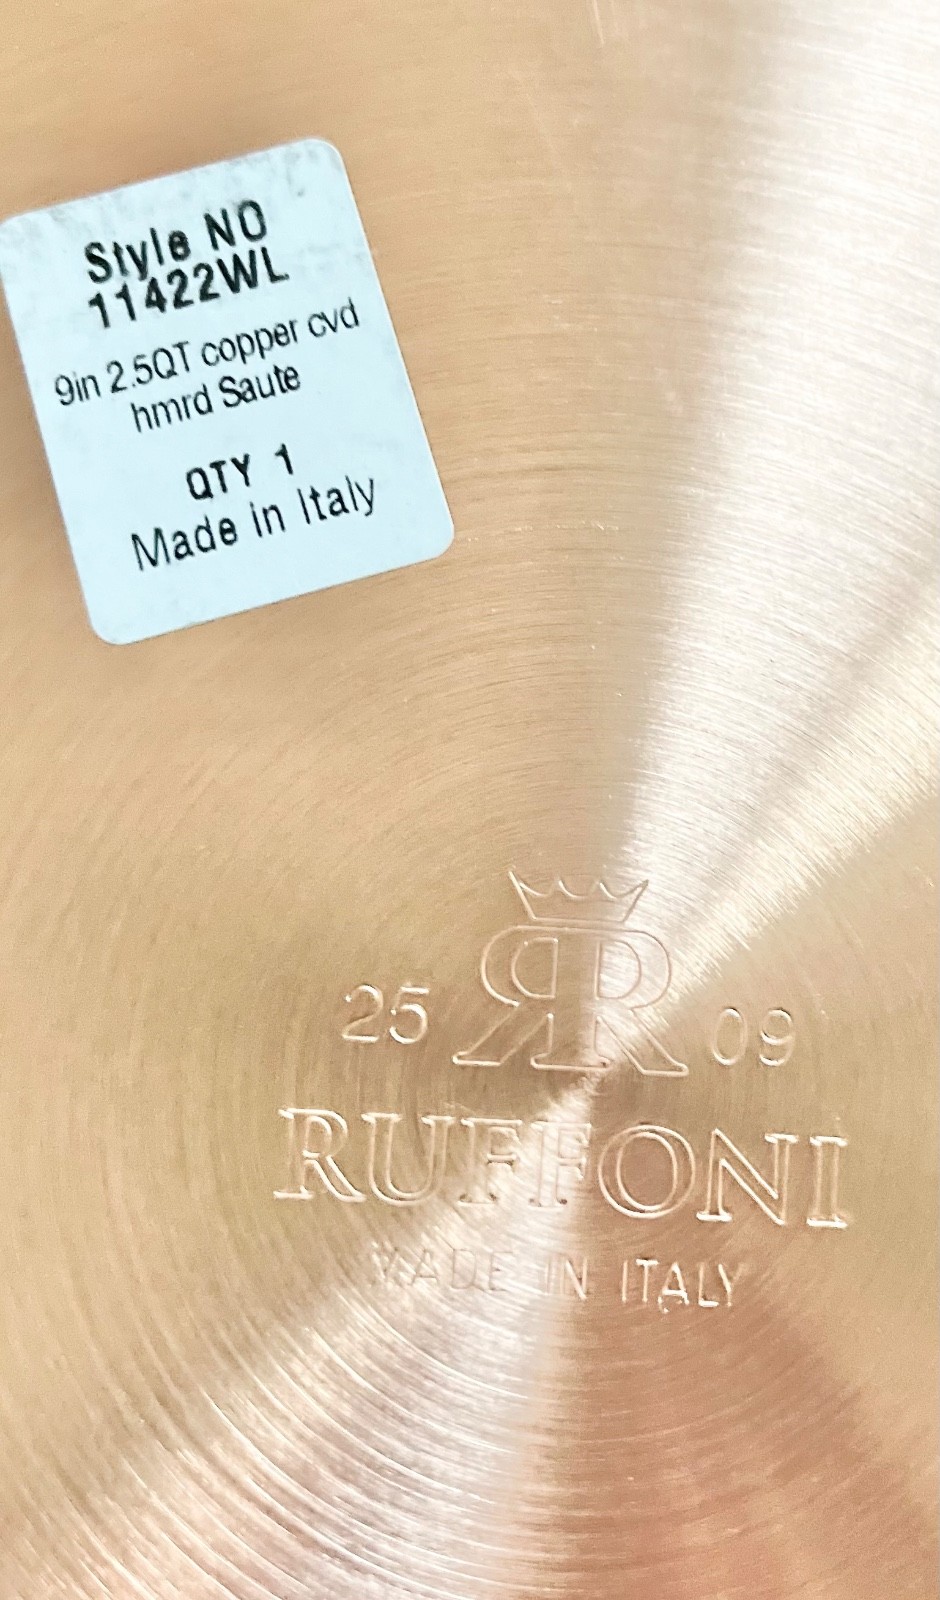 Style NO
11422WL
9in 2.5QT copper cvd
hmrd Saute
QTY 1
Made in Italy
25 RR 09
RUFFONI
MADE IN ITALY